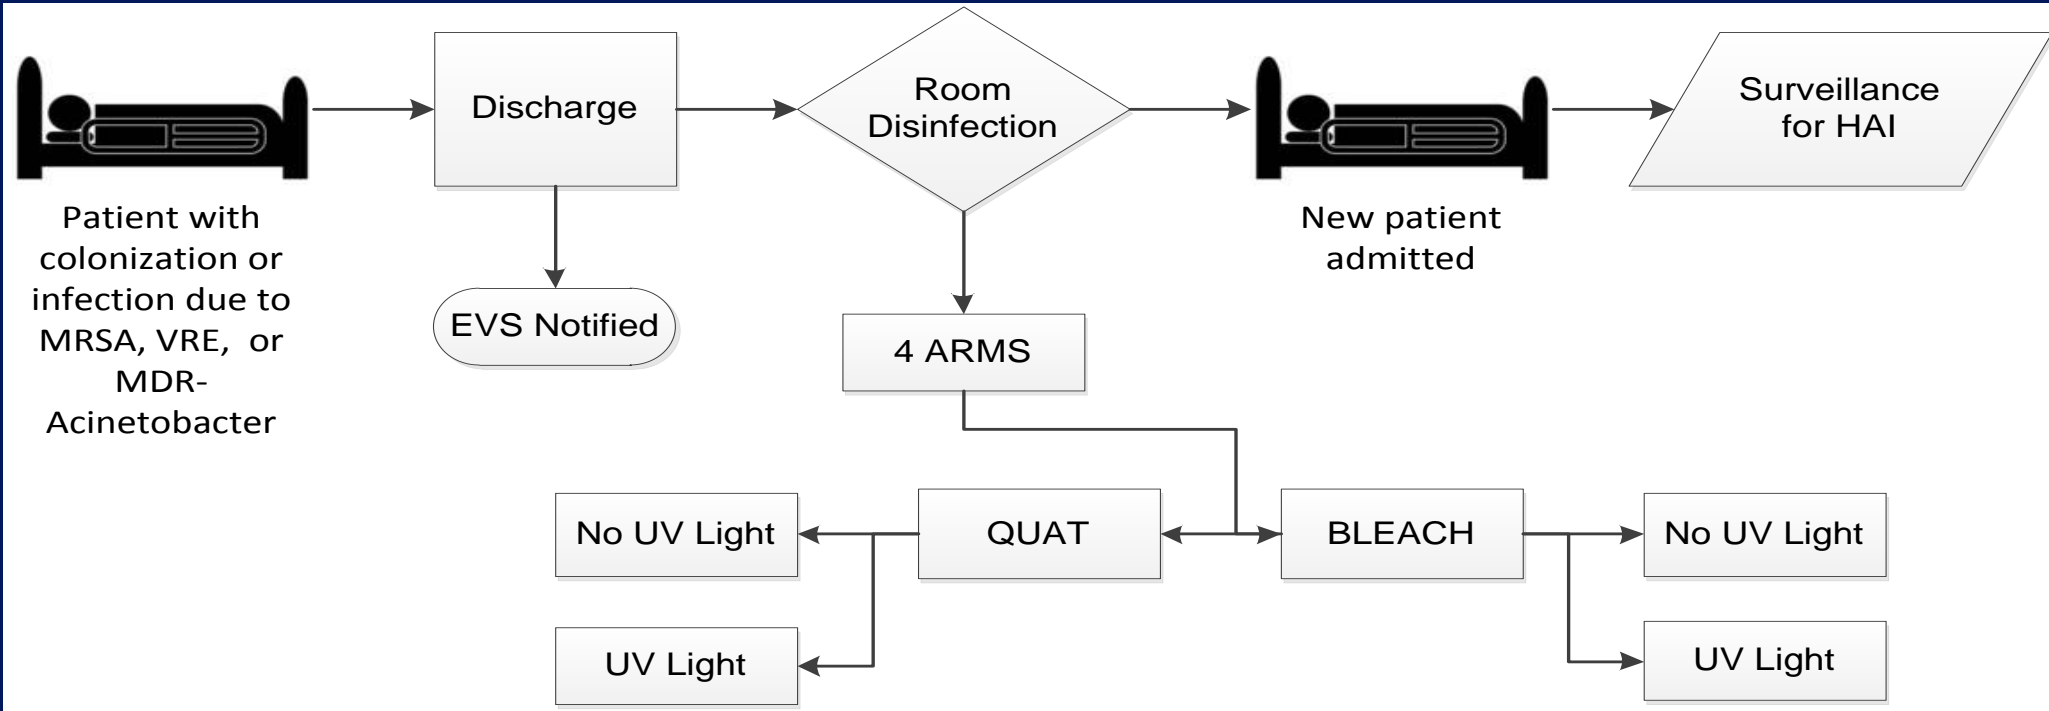 Discharge
Room
Disinfection
Surveillance
for HAI
Patient with
colonization or
infection due to
MRSA, VRE, or
MDR-
Acinetobacter
New patient
admitted
EVS Notified
4 ARMS
No UV Light
QUAT
BLEACH
No UV Light
UV Light
UV Light